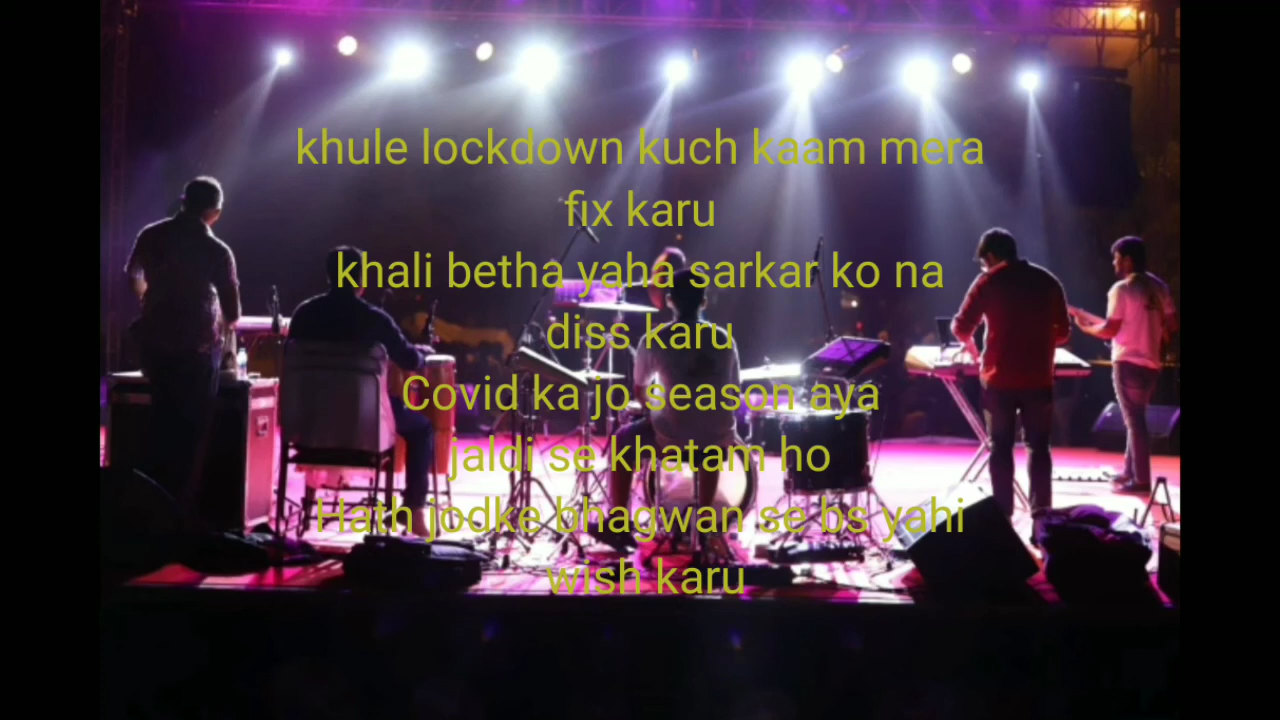 khule lockdown kuch kaam mera
fix karu
khali betha yaha sarkar ko na
diss karu
Covid ka jo season aya
jaldi se khatam ho
Hath jodke bhagwan se bs yahi
wish karu